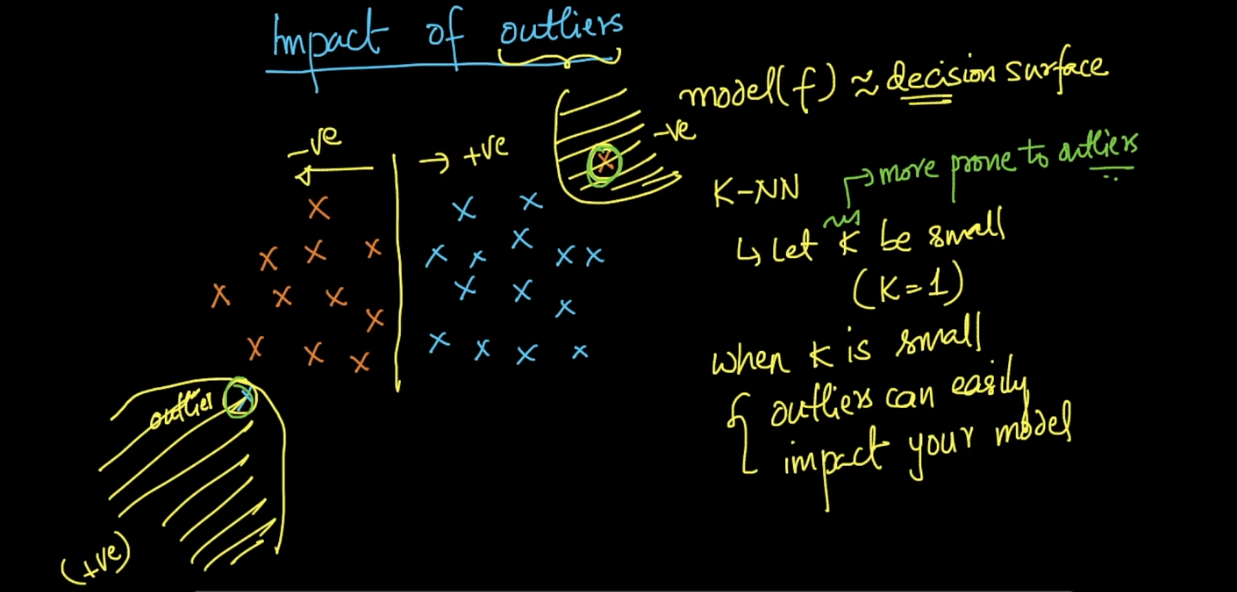 Impact of outliers
model(f) ≈ decision surface
-ve
→ +ve
-ve
K-NN
→ more prone to outliers
↳ Let K be small
(K=1)
when K is small
outliers can easily
impact your model
outlier
(+ve)